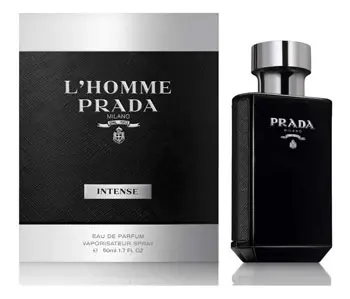 L'HOMME
PRADA
MILANO
INTENSE
EAU DE PARFUM
VAPORISATEUR SPRAY
50ml 1.7 FL OZ
PRADA
MILANO